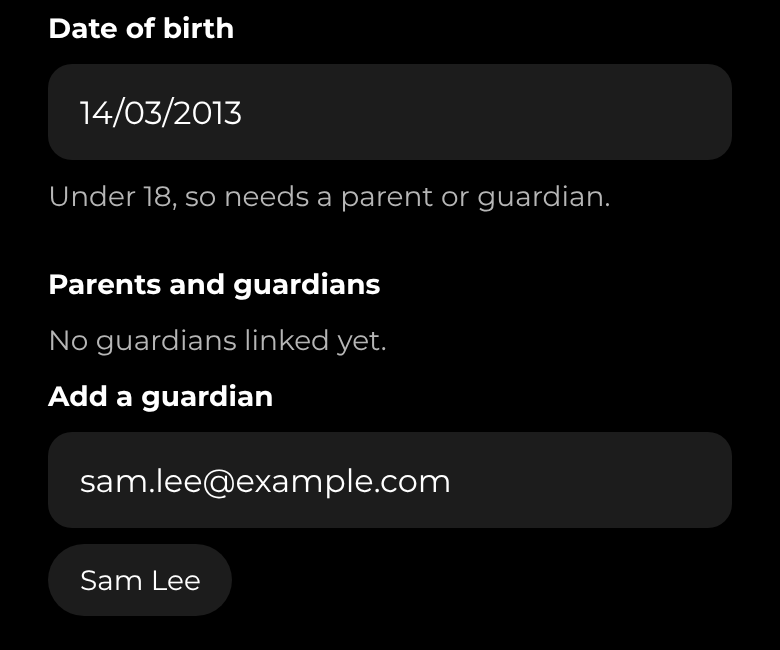 Date of birth
14/03/2013
Under 18, so needs a parent or guardian.
Parents and guardians
No guardians linked yet.
Add a guardian
sam.lee@example.com
Sam Lee